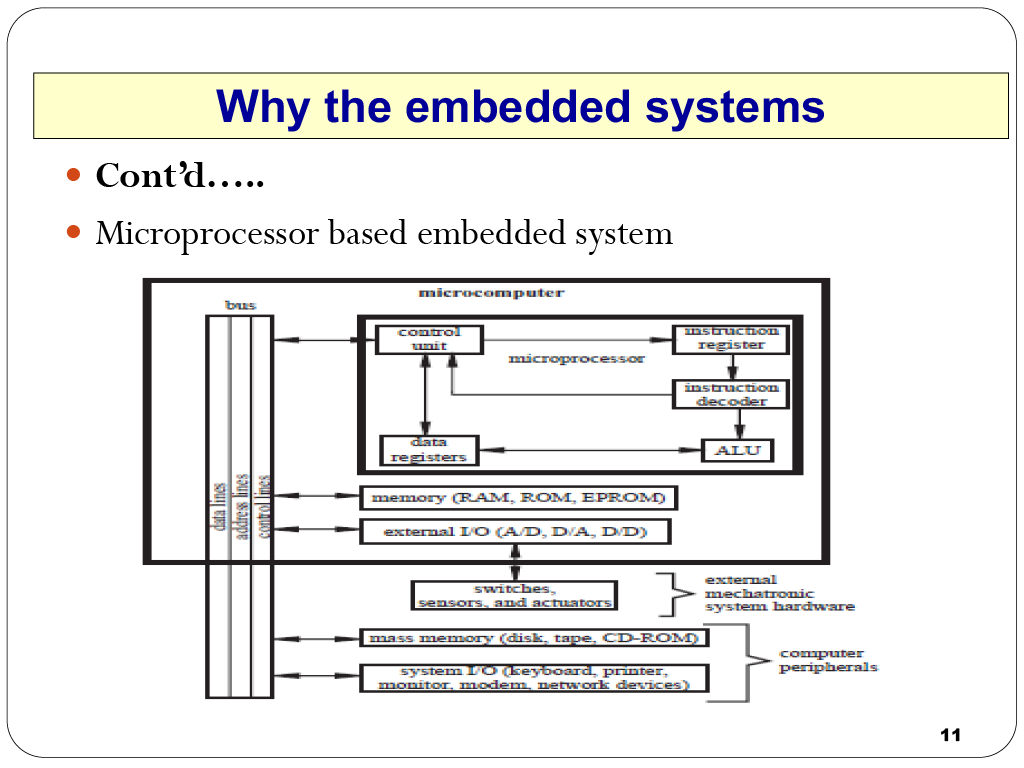 Why the embedded systems
Cont’d…..
Microprocessor based embedded system
microcomputer
bus
control
unit
instruction
register
microprocessor
instruction
decoder
data
registers
ALU
data lines
address lines
control lines
memory (RAM, ROM, EPROM)
external I/O (A/D, D/A, D/D)
switches,
sensors, and actuators
external
mechatronic
system hardware
mass memory (disk, tape, CD-ROM)
computer
peripherals
system I/O (keyboard, printer,
monitor, modem, network devices)
11